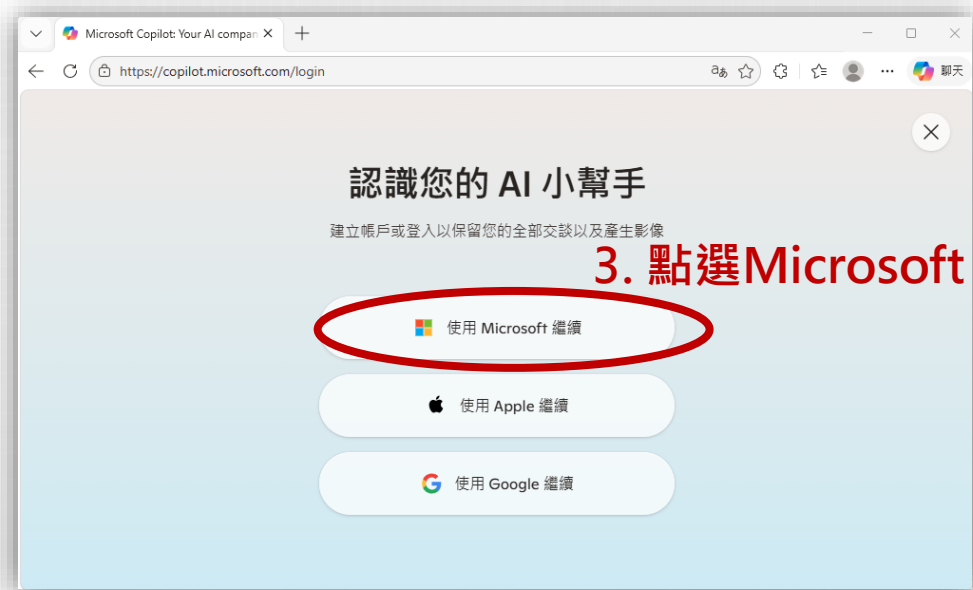 Microsoft Copilot: Your AI compan
https://copilot.microsoft.com/login
聊天
認識您的 AI 小幫手
建立帳戶或登入以保留您的全部交談以及產生影像
3. 點選Microsoft
使用 Microsoft 繼續
使用 Apple 繼續
使用 Google 繼續